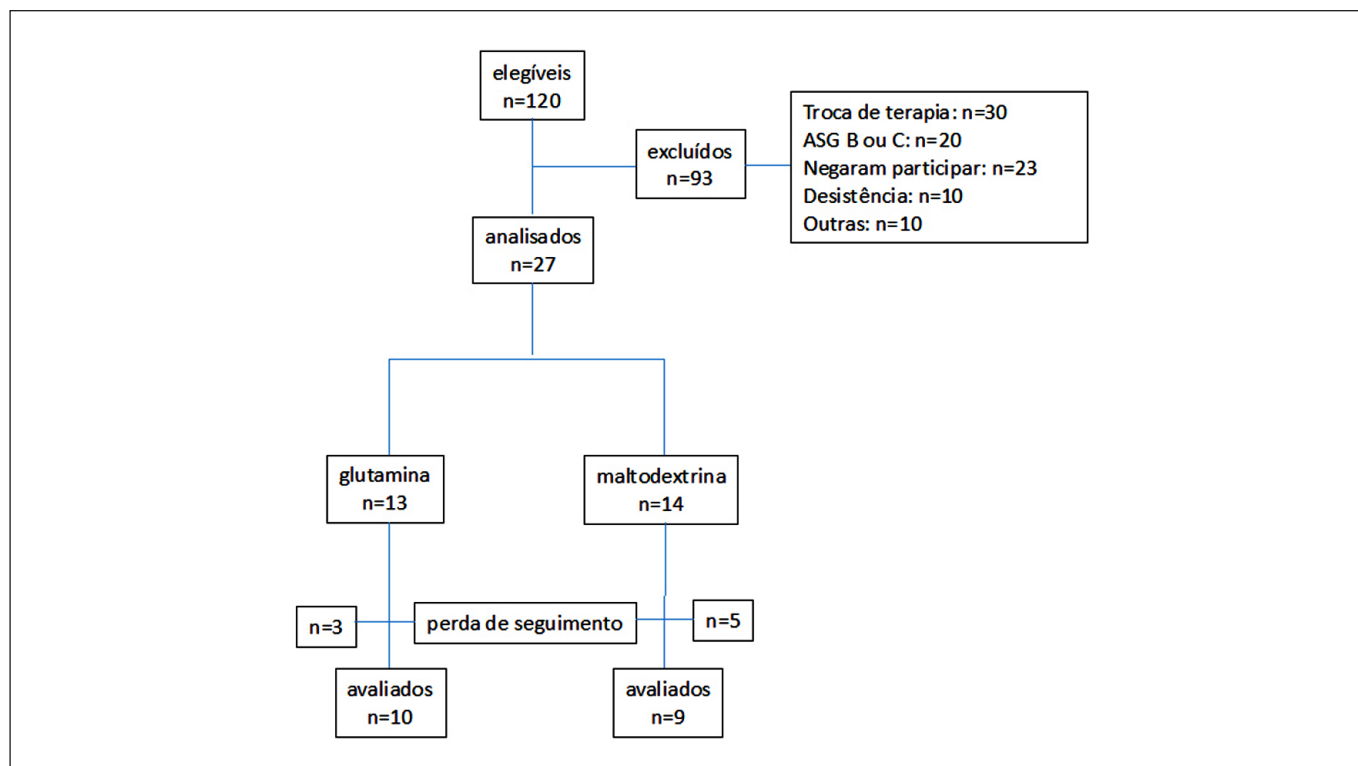 elegíveis
n=120
excluídos
n=93
Troca de terapia: n=30
ASG B ou C: n=20
Negaram participar: n=23
Desistência: n=10
Outras: n=10
analisados
n=27
glutamina
n=13
maltodextrina
n=14
n=3
perda de seguimento
n=5
avaliados
n=10
avaliados
n=9